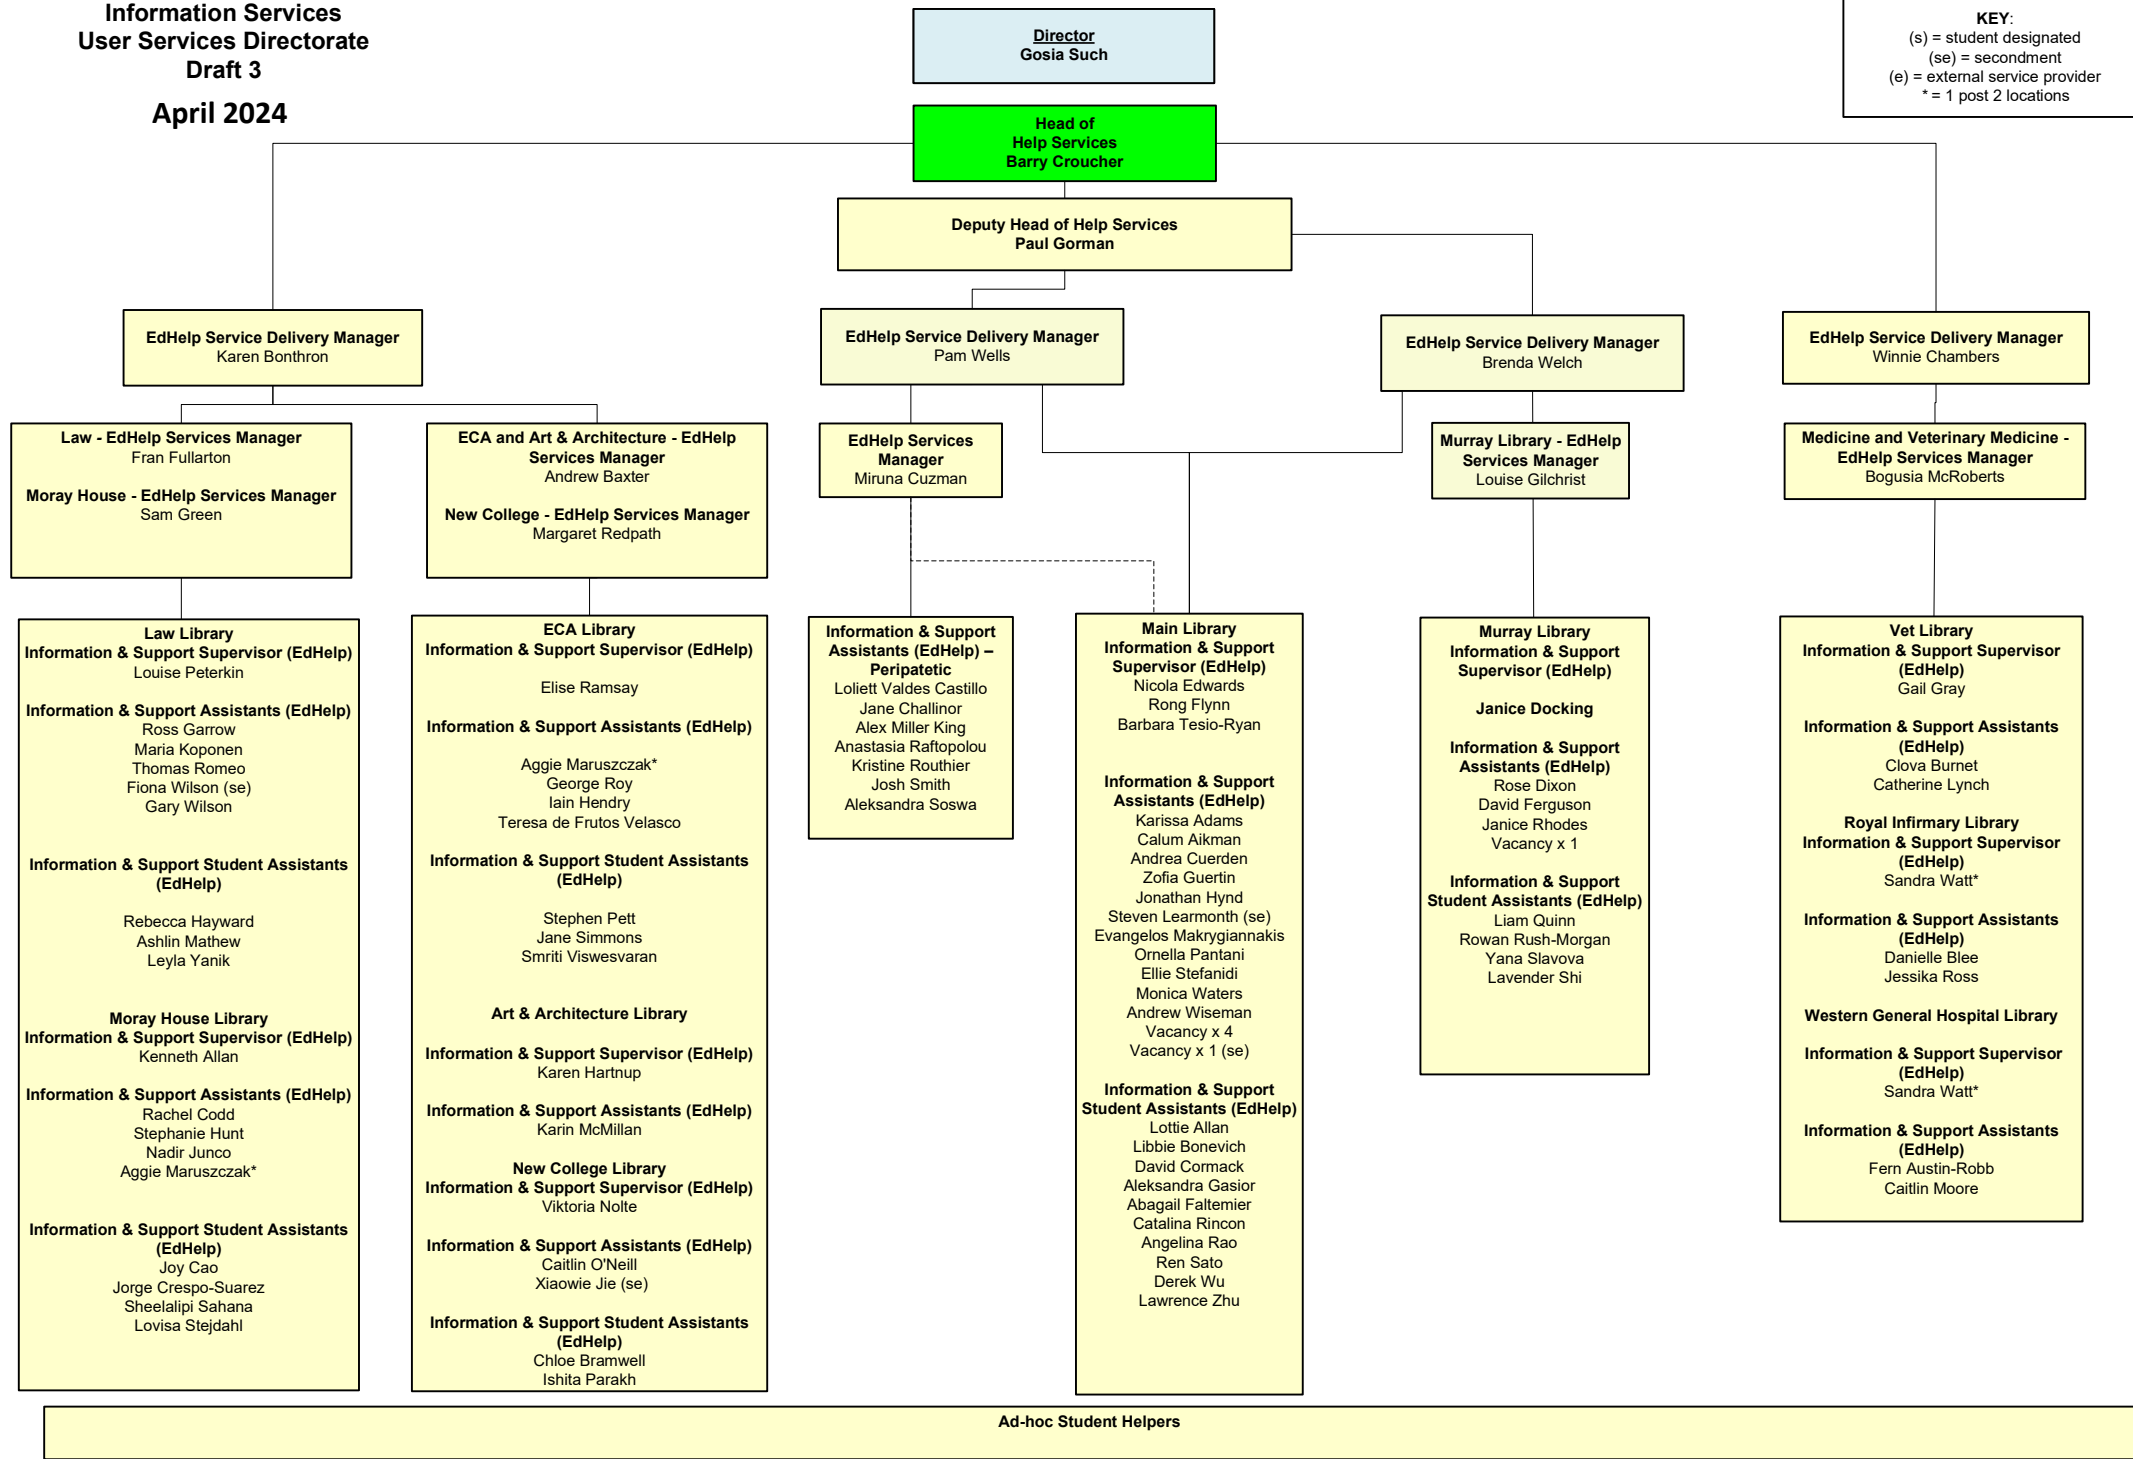 Information Services
User Services Directorate
Draft 3
April 2024
Director
Gosia Such
KEY:
(s) = student designated
(se) = secondment
(e) = external service provider
* = 1 post 2 locations
Head of
Help Services
Barry Croucher
Deputy Head of Help Services
Paul Gorman
EdHelp Service Delivery Manager
Karen Bonthron
EdHelp Service Delivery Manager
Pam Wells
EdHelp Service Delivery Manager
Brenda Welch
EdHelp Service Delivery Manager
Winnie Chambers
Law - EdHelp Services Manager
Fran Fullarton
Moray House - EdHelp Services Manager
Sam Green
ECA and Art & Architecture - EdHelp
Services Manager
Andrew Baxter
New College - EdHelp Services Manager
Margaret Redpath
EdHelp Services
Manager
Miruna Cuzman
Murray Library - EdHelp
Services Manager
Louise Gilchrist
Medicine and Veterinary Medicine -
EdHelp Services Manager
Bogusia McRoberts
Law Library
Information & Support Supervisor (EdHelp)
Louise Peterkin
Information & Support Assistants (EdHelp)
Ross Garrow
Maria Koponen
Thomas Romeo
Fiona Wilson (se)
Gary Wilson
Information & Support Student Assistants
(EdHelp)
Rebecca Hayward
Ashlin Mathew
Leyla Yanik
Moray House Library
Information & Support Supervisor (EdHelp)
Kenneth Allan
Information & Support Assistants (EdHelp)
Rachel Codd
Stephanie Hunt
Nadir Junco
Aggie Maruszczak*
Information & Support Student Assistants
(EdHelp)
Joy Cao
Jorge Crespo-Suarez
Sheelalipi Sahana
Lovisa Stejdahl
ECA Library
Information & Support Supervisor (EdHelp)
Elise Ramsay
Information & Support Assistants (EdHelp)
Aggie Maruszczak*
George Roy
Iain Hendry
Teresa de Frutos Velasco
Information & Support Student Assistants
(EdHelp)
Stephen Pett
Jane Simmons
Smriti Viswesvaran
Art & Architecture Library
Information & Support Supervisor (EdHelp)
Karen Hartnup
Information & Support Assistants (EdHelp)
Karin McMillan
New College Library
Information & Support Supervisor (EdHelp)
Viktoria Nolte
Information & Support Assistants (EdHelp)
Caitlin O'Neill
Xiaowie Jie (se)
Information & Support Student Assistants
(EdHelp)
Chloe Bramwell
Ishita Parakh
Information & Support
Assistants (EdHelp) –
Peripatetic
Loliett Valdes Castillo
Jane Challinor
Alex Miller King
Anastasia Raftopolou
Kristine Routhier
Josh Smith
Aleksandra Soswa
Main Library
Information & Support
Supervisor (EdHelp)
Nicola Edwards
Rong Flynn
Barbara Tesio-Ryan
Information & Support
Assistants (EdHelp)
Karissa Adams
Calum Aikman
Andrea Cuerden
Zofia Guertin
Jonathan Hynd
Steven Learmonth (se)
Evangelos Makrygiannakis
Ornella Pantani
Ellie Stefanidi
Monica Waters
Andrew Wiseman
Vacancy x 4
Vacancy x 1 (se)
Information & Support
Student Assistants (EdHelp)
Lottie Allan
Libbie Bonevich
David Cormack
Aleksandra Gasior
Abagail Faltemier
Catalina Rincon
Angelina Rao
Ren Sato
Derek Wu
Lawrence Zhu
Murray Library
Information & Support
Supervisor (EdHelp)
Janice Docking
Information & Support
Assistants (EdHelp)
Rose Dixon
David Ferguson
Janice Rhodes
Vacancy x 1
Information & Support
Student Assistants (EdHelp)
Liam Quinn
Rowan Rush-Morgan
Yana Slavova
Lavender Shi
Vet Library
Information & Support Supervisor
(EdHelp)
Gail Gray
Information & Support Assistants
(EdHelp)
Clova Burnet
Catherine Lynch
Royal Infirmary Library
Information & Support Supervisor
(EdHelp)
Sandra Watt*
Information & Support Assistants
(EdHelp)
Danielle Blee
Jessika Ross
Western General Hospital Library
Information & Support Supervisor
(EdHelp)
Sandra Watt*
Information & Support Assistants
(EdHelp)
Fern Austin-Robb
Caitlin Moore
Ad-hoc Student Helpers